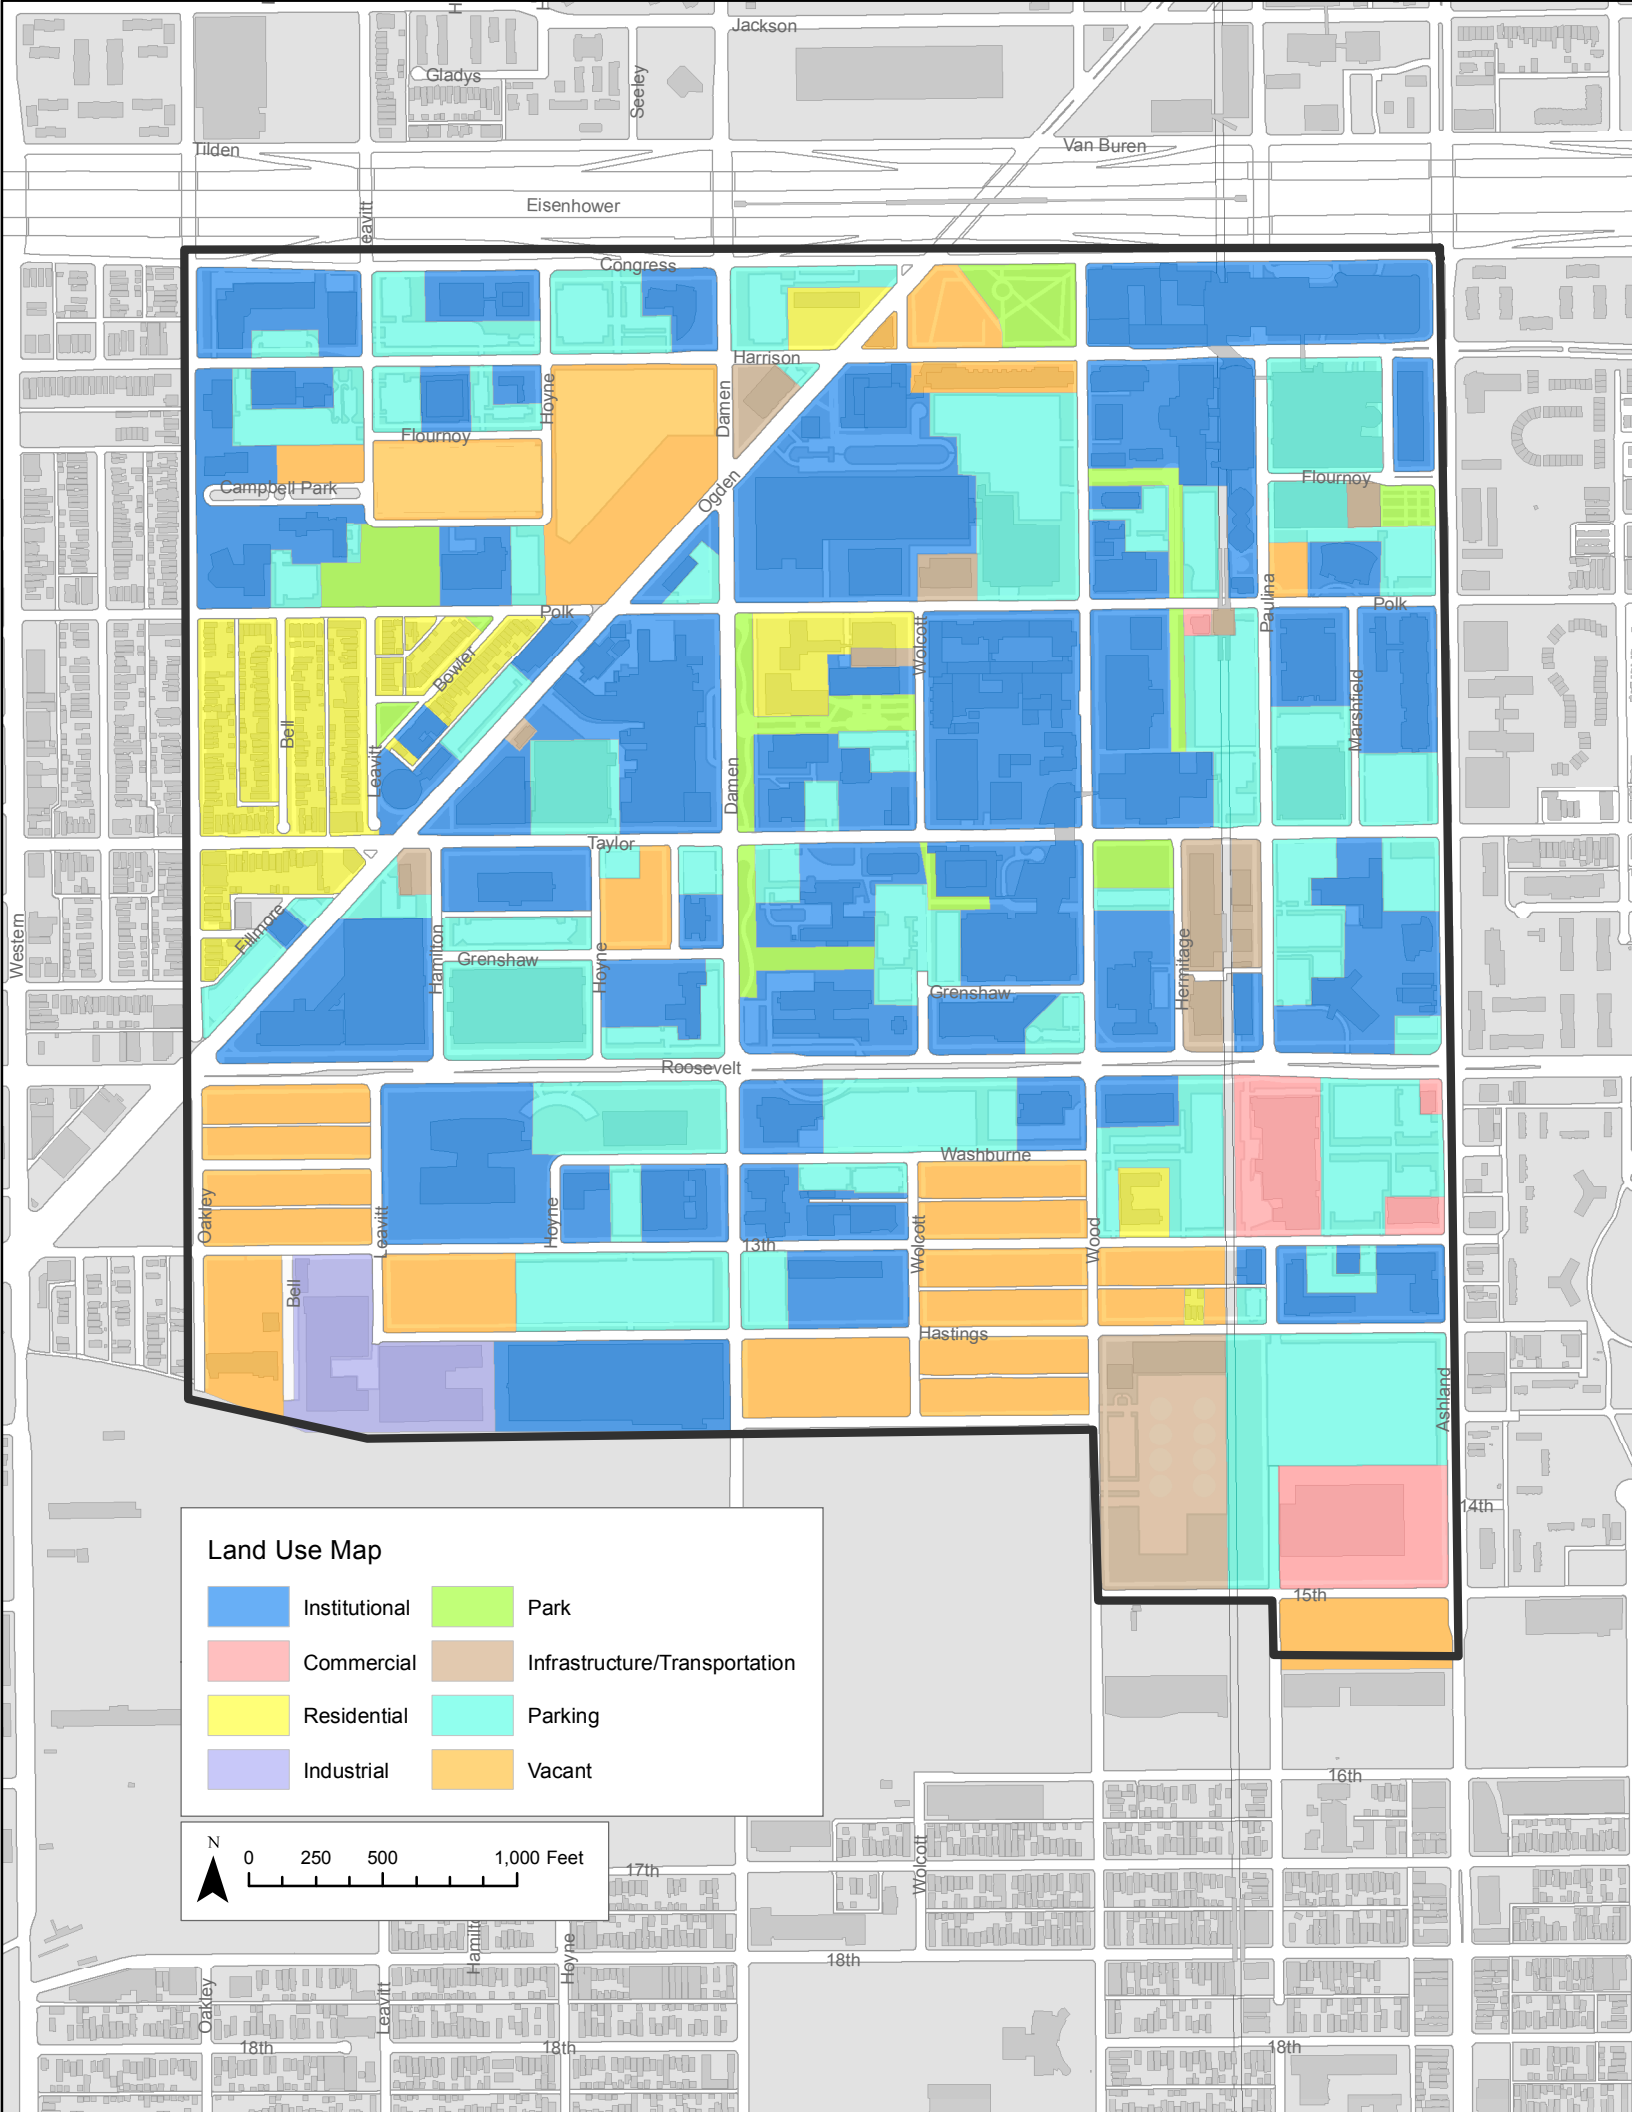 Jackson
Gladys
Seeley
Tilden
Van Buren
Eisenhower
eavitt
Congress
Harrison
Hoyne
Damen
Flournoy
Ogden
Campbell Park
Flournoy
Polk
Paulina
Polk
Bowler
Wolcott
Bell
Leavitt
Marshfield
Damen
Taylor
Western
Fillmore
Hamilton
Grenshaw
Hoyne
Grenshaw
Hermitage
Roosevelt
Washburne
Oakley
Leavitt
Hoyne
13th
Wolcott
Wood
Bell
Hastings
Ashland
14th
15th
Land Use Map
Institutional
Park
Commercial
Infrastructure/Transportation
Residential
Parking
Industrial
Vacant
16th
N
0 250 500 1,000 Feet
17th
Wolcott
Hamilto
Hoyne
18th
Oakley
Leavitt
18th
18th
18th